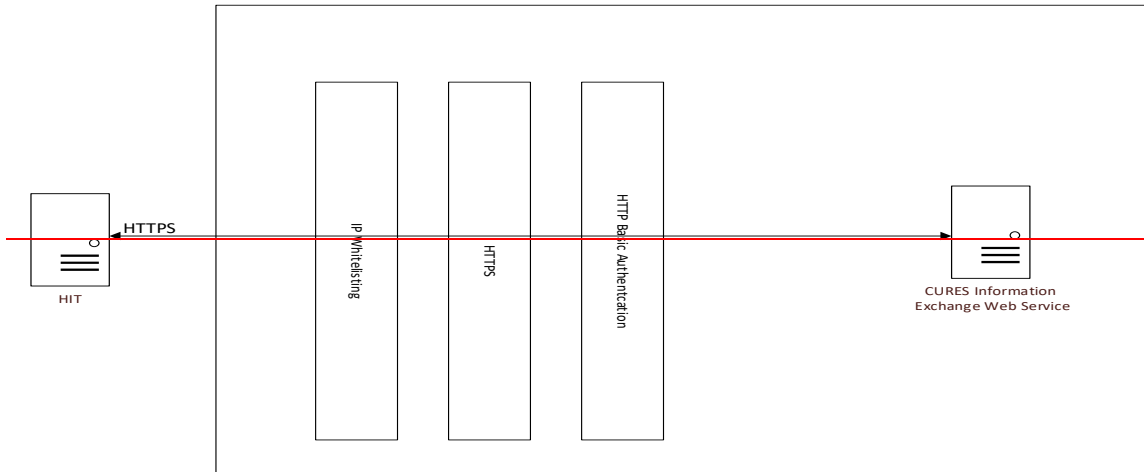 HTTPS
HIT
IP Whitelisting
HTTPS
HTTP Basic Authentcation
CURES Information
Exchange Web Service